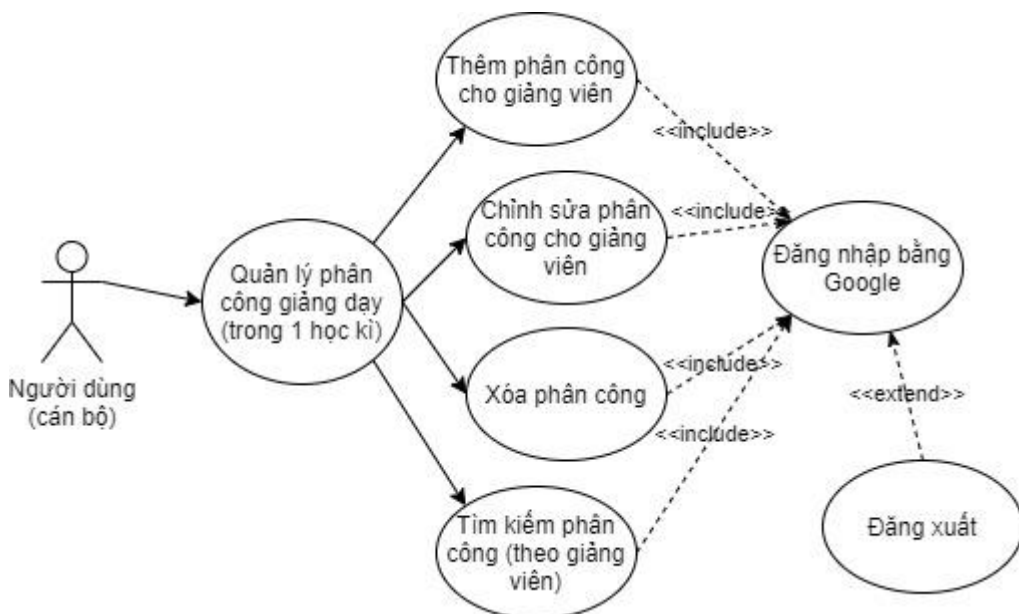 Thêm phân công
cho giảng viên
<<include>>
Chỉnh sửa phân
công cho giảng
viên
<<include>>
Đăng nhập bằng
Google
Quản lý phân
công giảng dạy
(trong 1 học kì)
Người dùng
(cán bộ)
Xóa phân công
<<include>>
<<extend>>
<<include>>
Tìm kiếm phân
công (theo giảng
viên)
Đăng xuất